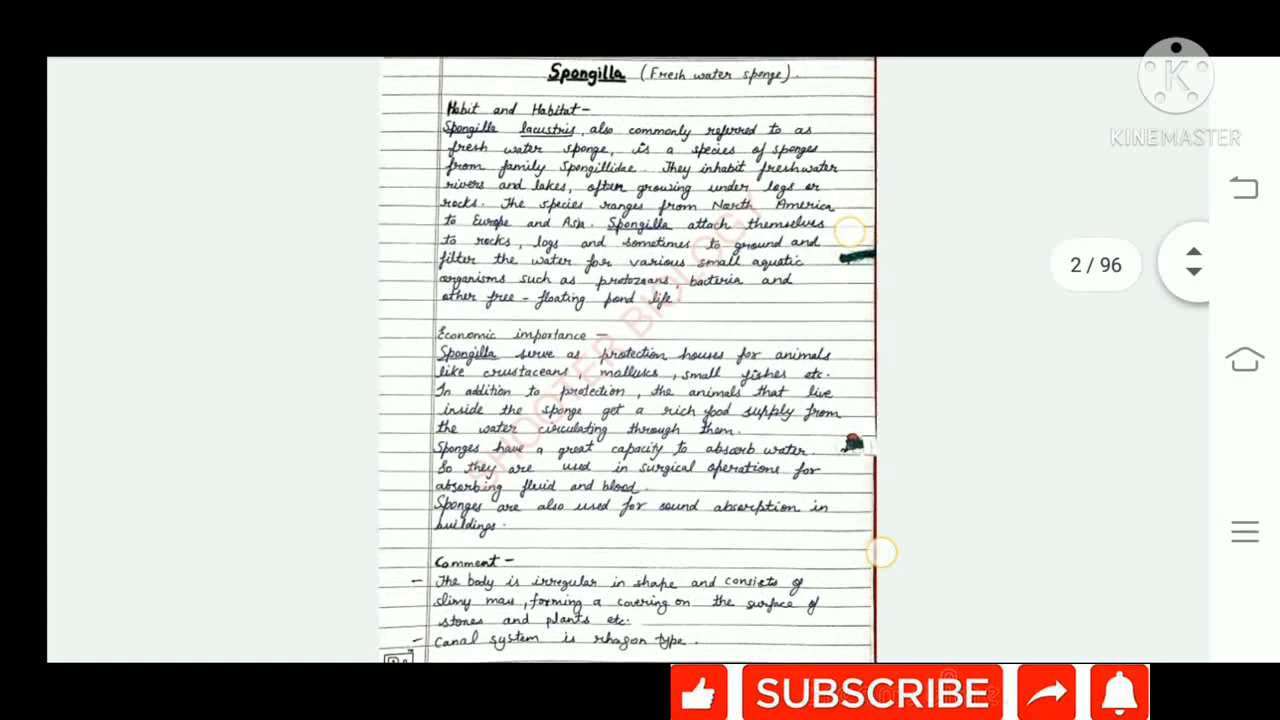 Spongilla (Fresh water sponge).
Habit and Habitat-
Spongilla lacustris, also commonly referred to as
fresh water sponge, is a species of sponges
from family Spongillidae. They inhabit freshwater
rivers and lakes, often growing under logs or
rocks. The species ranges from North America
to Europe and Asia. Spongilla attach themselves
to rocks, logs and sometimes to ground and
filter the water for various small aquatic
organisms such as protozoans, bacteria and
other free-floating pond life
Economic importance -
Spongilla serve as protection houses for animals
like crustaceans, mollusks, small fishes etc.
In addition to protection, the animals that live
inside the sponge get a rich food supply from
the water circulating through them.
Sponges have a great capacity to absorb water.
So they are used in surgical operations for
absorbing fluid and blood.
Sponges are also used for sound absorption in
buildings.
Comment -
- The body is irregular in shape and consists of
slimy mass, forming a covering on the surface of
stones and plants etc.
- Canal system is rhagon type.
SHOOTER BIOLOGY
K
KINEMASTER
2 / 96
SUBSCRIBE